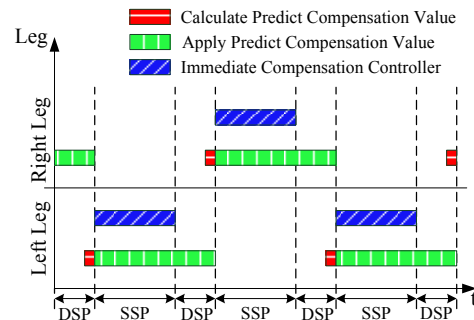 Calculate Predict Compensation Value
Apply Predict Compensation Value
Immediate Compensation Controller
Leg
Right Leg
Left Leg
t
DSP SSP DSP SSP DSP SSP DSP